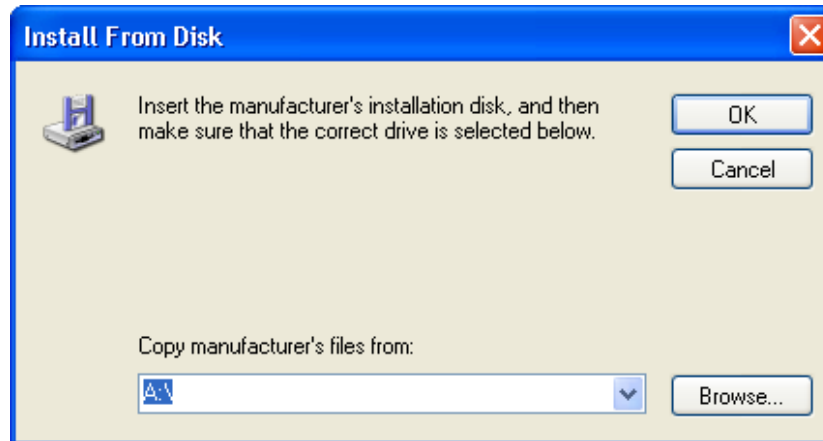 Install From Disk
Insert the manufacturer's installation disk, and then
make sure that the correct drive is selected below.
OK
Cancel
Copy manufacturer's files from:
A:\
Browse...